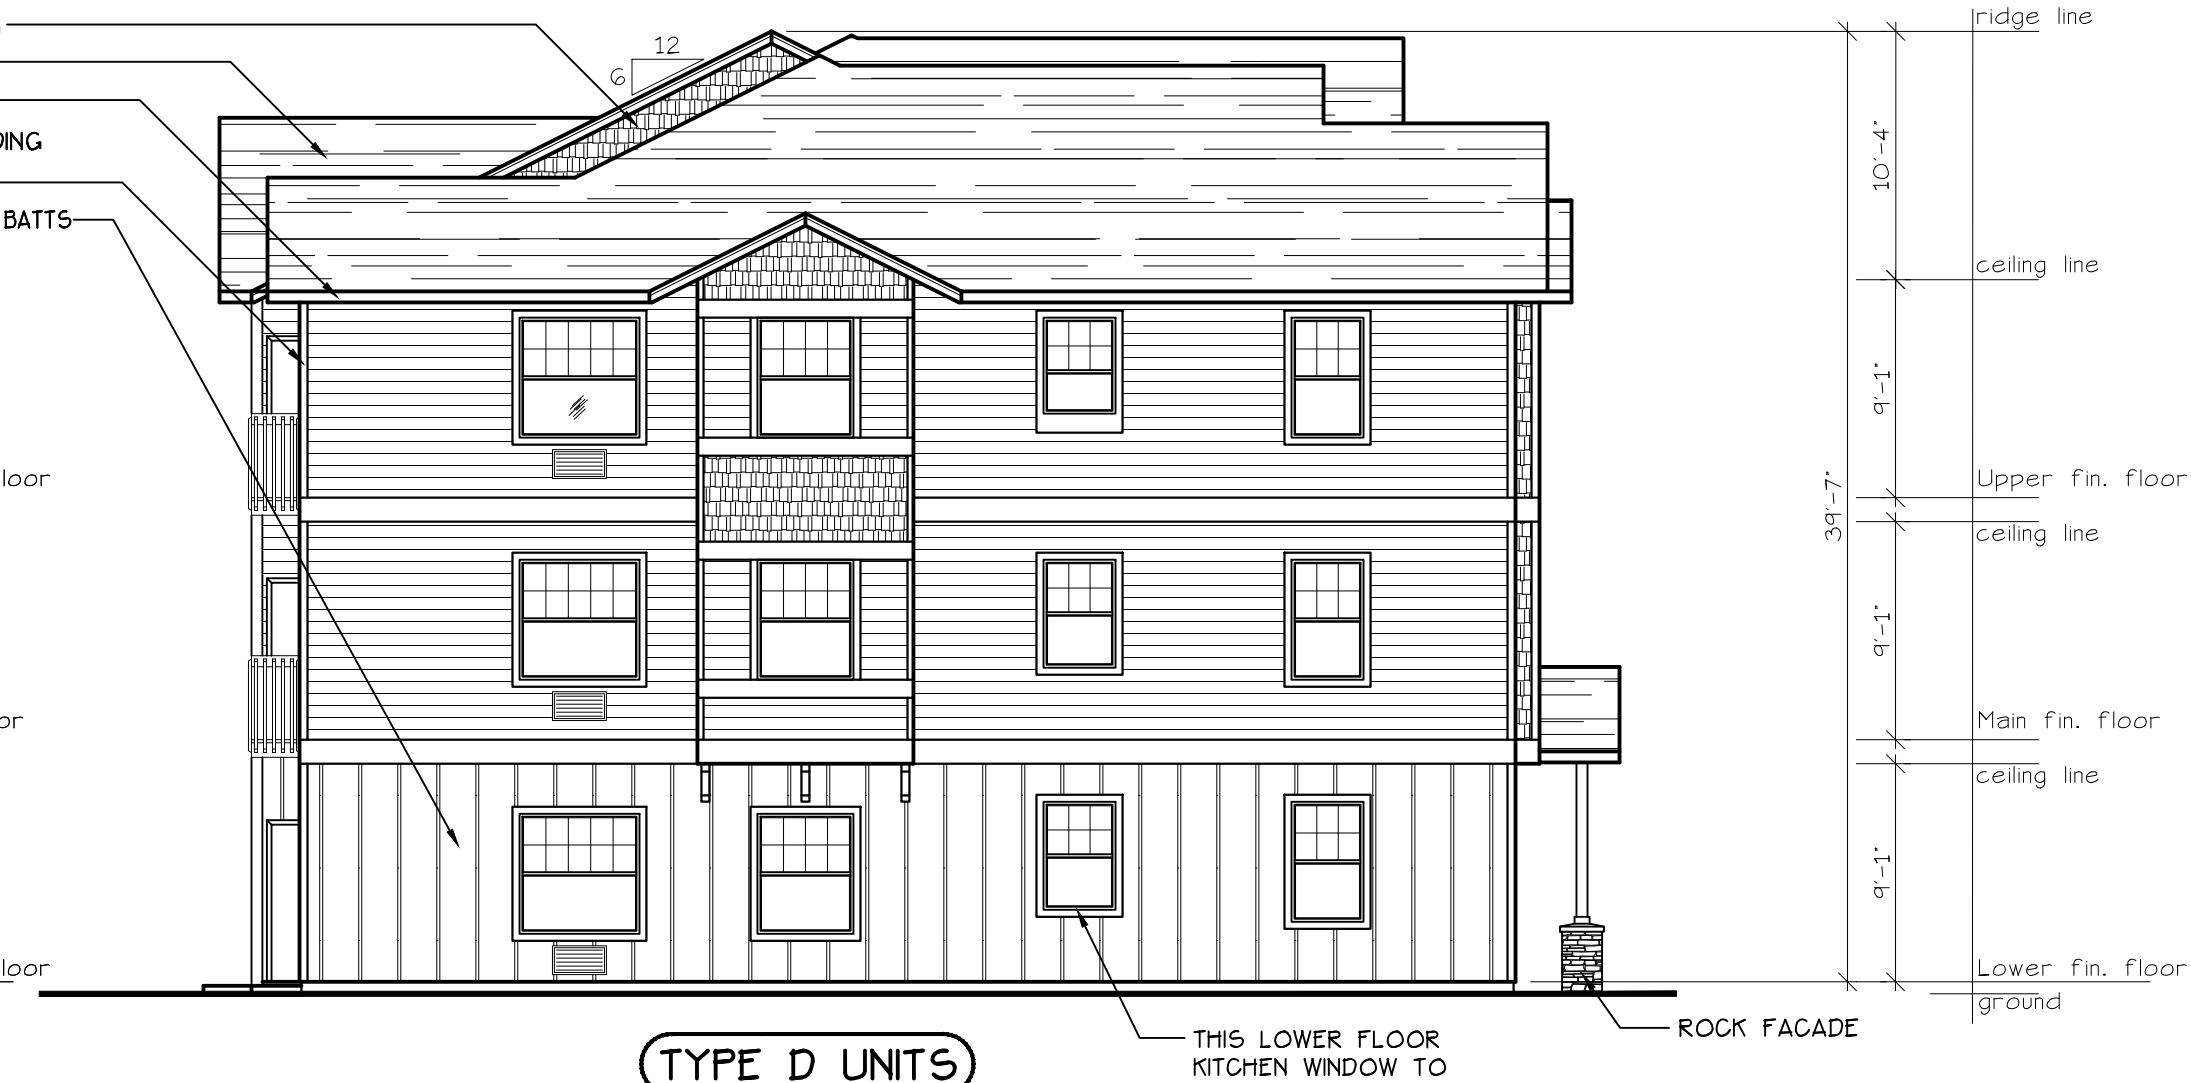 ridge line
12
6
DING
10'-4"
BATTS
ceiling line
9'-1"
loor
39'-7"
Upper fin. floor
ceiling line
9'-1"
or
Main fin. floor
ceiling line
9'-1"
loor
Lower fin. floor
ground
ROCK FACADE
THIS LOWER FLOOR
KITCHEN WINDOW TO
TYPE D UNITS